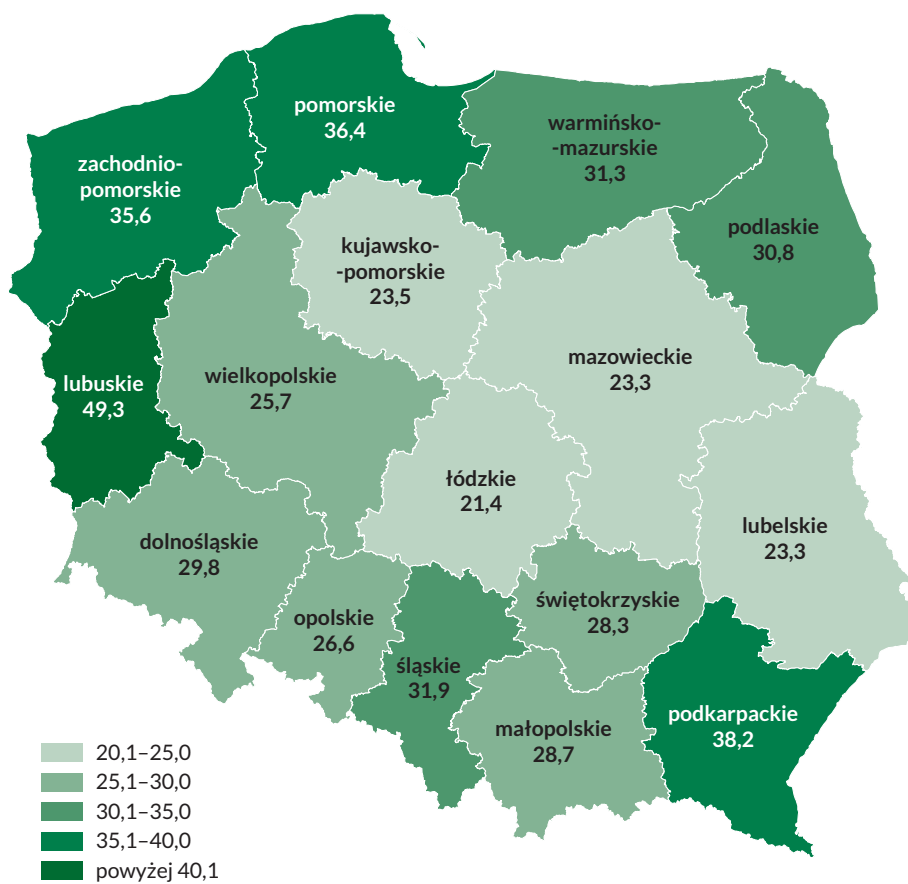 pomorskie
36,4
zachodnio-
pomorskie
35,6
warmińsko-
-mazurskie
31,3
podlaskie
30,8
kujawsko-
-pomorskie
23,5
mazowieckie
23,3
lubuskie
49,3
wielkopolskie
25,7
łódzkie
21,4
lubelskie
23,3
dolnośląskie
29,8
opolskie
26,6
śląskie
31,9
świętokrzyskie
28,3
małopolskie
28,7
podkarpackie
38,2
20,1–25,0
25,1–30,0
30,1–35,0
35,1–40,0
powyżej 40,1